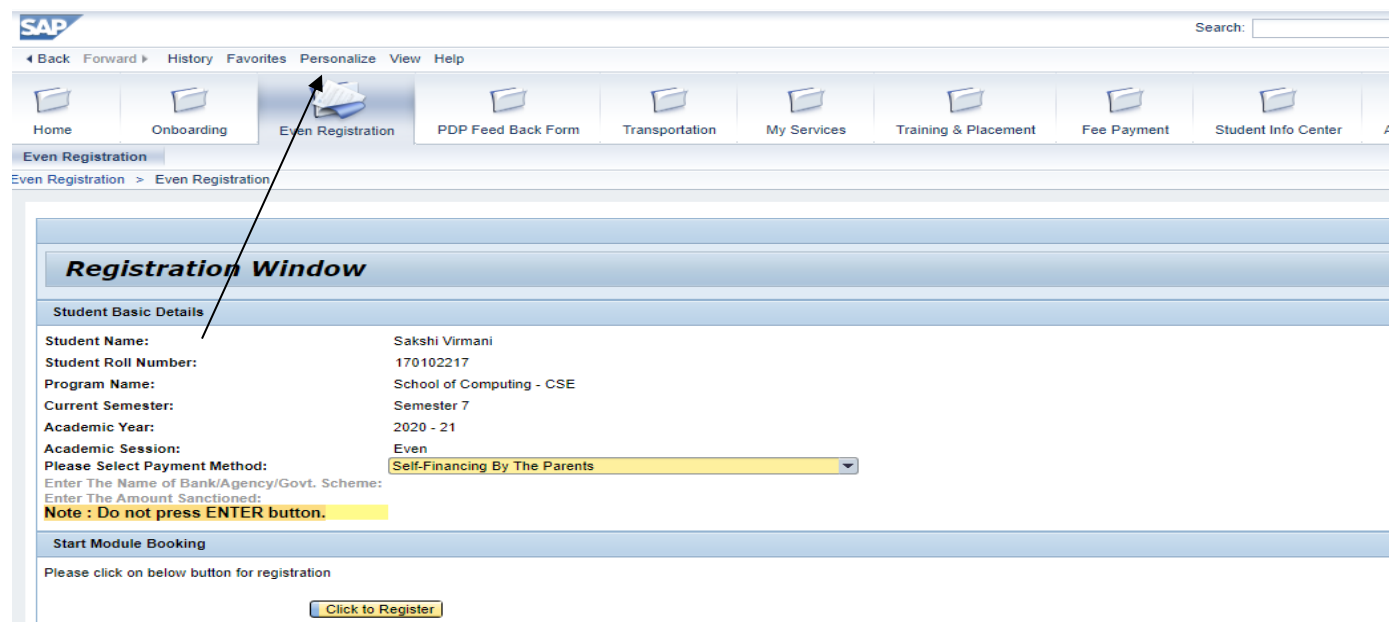 SAP
Search:
Back Forward History Favorites Personalize View Help
Home Onboarding Even Registration PDP Feed Back Form Transportation My Services Training & Placement Fee Payment Student Info Center A
Even Registration
Even Registration > Even Registration
Registration Window
Student Basic Details
Student Name: Sakshi Virmani
Student Roll Number: 170102217
Program Name: School of Computing - CSE
Current Semester: Semester 7
Academic Year: 2020 - 21
Academic Session: Even
Please Select Payment Method: Self-Financing By The Parents
Enter The Name of Bank/Agency/Govt. Scheme:
Enter The Amount Sanctioned:
Note : Do not press ENTER button.
Start Module Booking
Please click on below button for registration
Click to Register